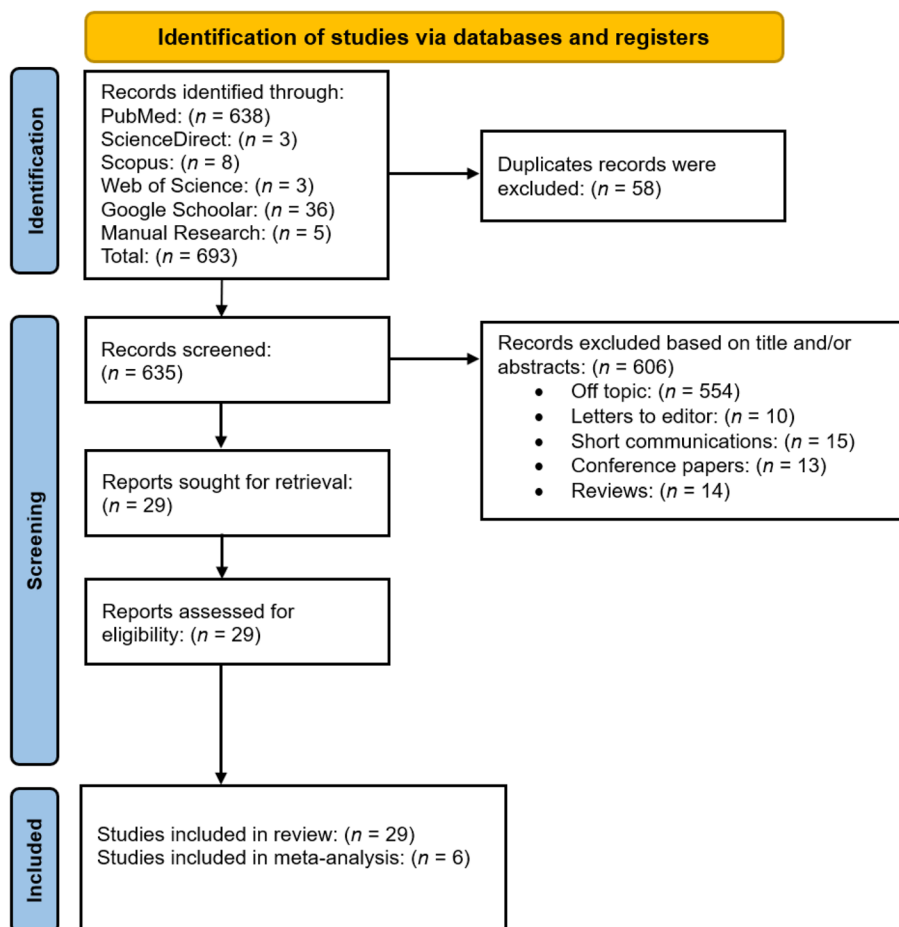 Identification of studies via databases and registers
Identification
Records identified through:
PubMed: (n = 638)
ScienceDirect: (n = 3)
Scopus: (n = 8)
Web of Science: (n = 3)
Google Schoolar: (n = 36)
Manual Research: (n = 5)
Total: (n = 693)
Duplicates records were
excluded: (n = 58)
Screening
Records screened:
(n = 635)
Records excluded based on title and/or
abstracts: (n = 606)
• Off topic: (n = 554)
• Letters to editor: (n = 10)
• Short communications: (n = 15)
• Conference papers: (n = 13)
• Reviews: (n = 14)
Reports sought for retrieval:
(n = 29)
Reports assessed for
eligibility: (n = 29)
Included
Studies included in review: (n = 29)
Studies included in meta-analysis: (n = 6)